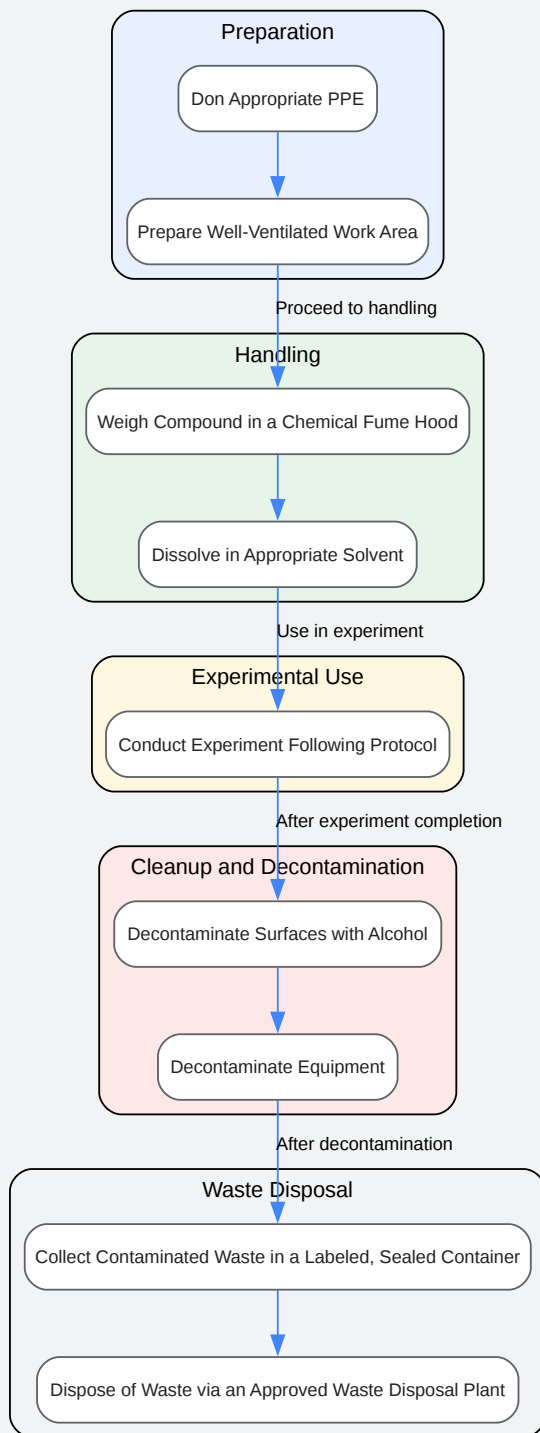 Preparation
Don Appropriate PPE
Prepare Well-Ventilated Work Area
Proceed to handling
Handling
Weigh Compound in a Chemical Fume Hood
Dissolve in Appropriate Solvent
Use in experiment
Experimental Use
Conduct Experiment Following Protocol
After experiment completion
Cleanup and Decontamination
Decontaminate Surfaces with Alcohol
Decontaminate Equipment
After decontamination
Waste Disposal
Collect Contaminated Waste in a Labeled, Sealed Container
Dispose of Waste via an Approved Waste Disposal Plant